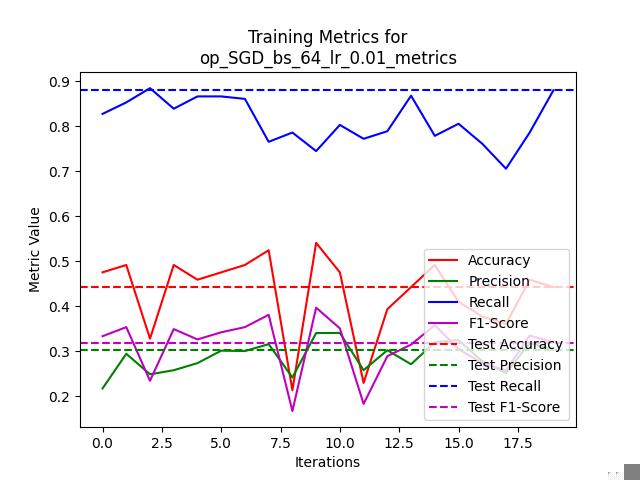 Training Metrics for
op_SGD_bs_64_lr_0.01_metrics
Metric Value
0.9
0.8
0.7
0.6
0.5
0.4
0.3
0.2
Accuracy
Precision
Recall
F1-Score
Test Accuracy
Test Precision
Test Recall
Test F1-Score
0.0 2.5 5.0 7.5 10.0 12.5 15.0 17.5
Iterations